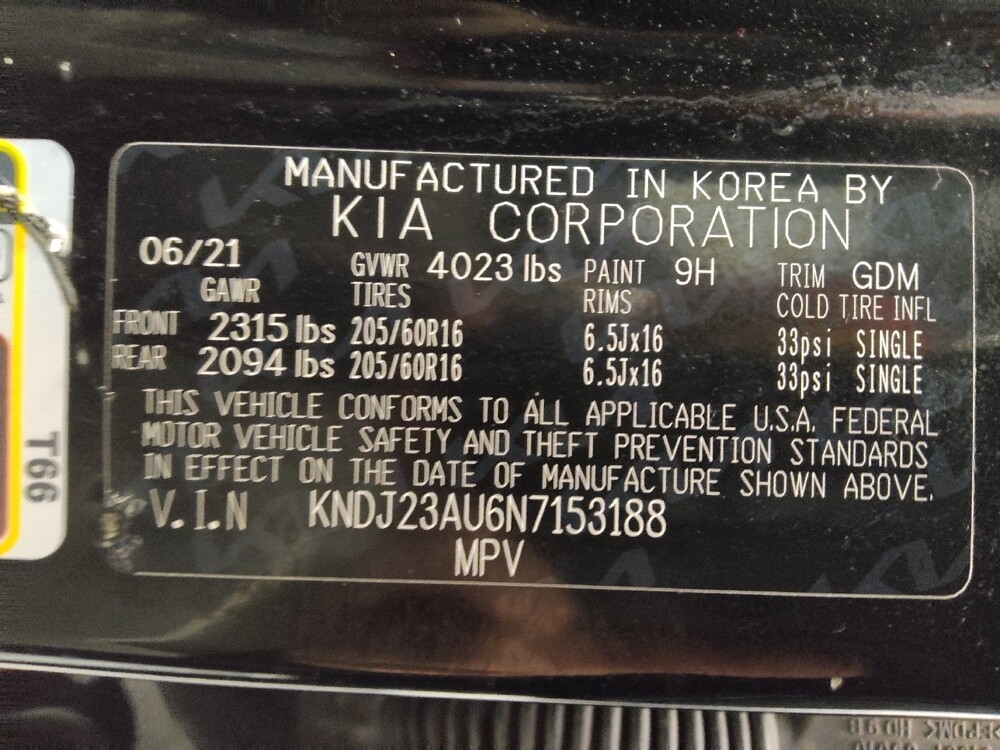 MANUFACTURED IN KOREA BY
KIA CORPORATION
06/21 GVWR 4023 lbs PAINT 9H TRIM GDM
GAWR TIRES RIMS COLD TIRE INFL
FRONT 2315 lbs 205/60R16 6.5Jx16 33psi SINGLE
REAR 2094 lbs 205/60R16 6.5Jx16 33psi SINGLE
THIS VEHICLE CONFORMS TO ALL APPLICABLE U.S.A. FEDERAL
MOTOR VEHICLE SAFETY AND THEFT PREVENTION STANDARDS
IN EFFECT ON THE DATE OF MANUFACTURE SHOWN ABOVE.
V.I.N KNDJ23AU6N7153188
MPV
T66